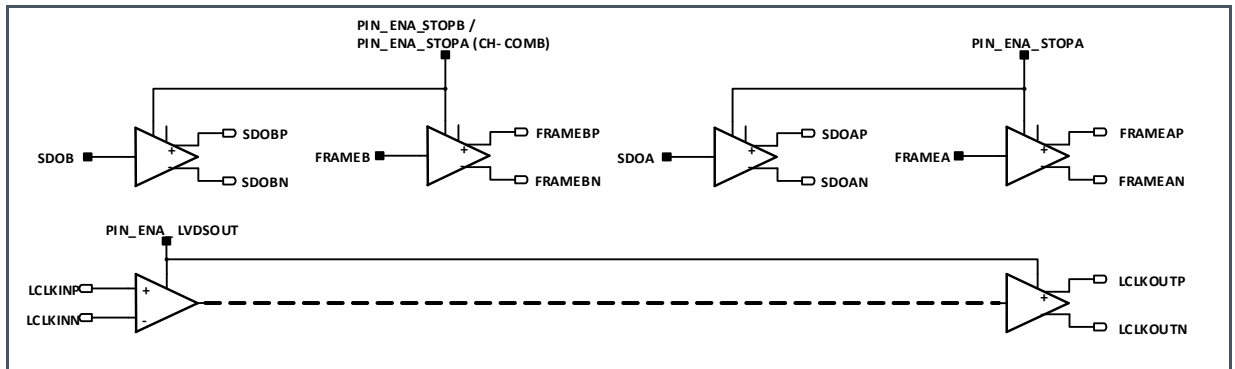 PIN_ENA_STOPB /
PIN_ENA_STOPA (CH- COMB)
PIN_ENA_STOPA
SDOB
+
-
SDOBP
SDOBN
FRAMEB
+
-
FRAMEBP
FRAMEBN
SDOA
+
-
SDOAP
SDOAN
FRAMEA
+
-
FRAMEAP
FRAMEAN
PIN_ENA_ LVDSOUT
LCLKINP
LCLKINN
+
-
+
LCLKOUTP
LCLKOUTN